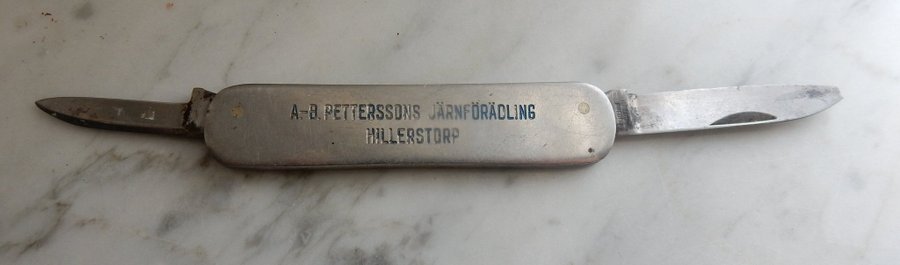 A-B. PETTERSSONS JÄRNFÖRÄDLING
HILLERSTORP